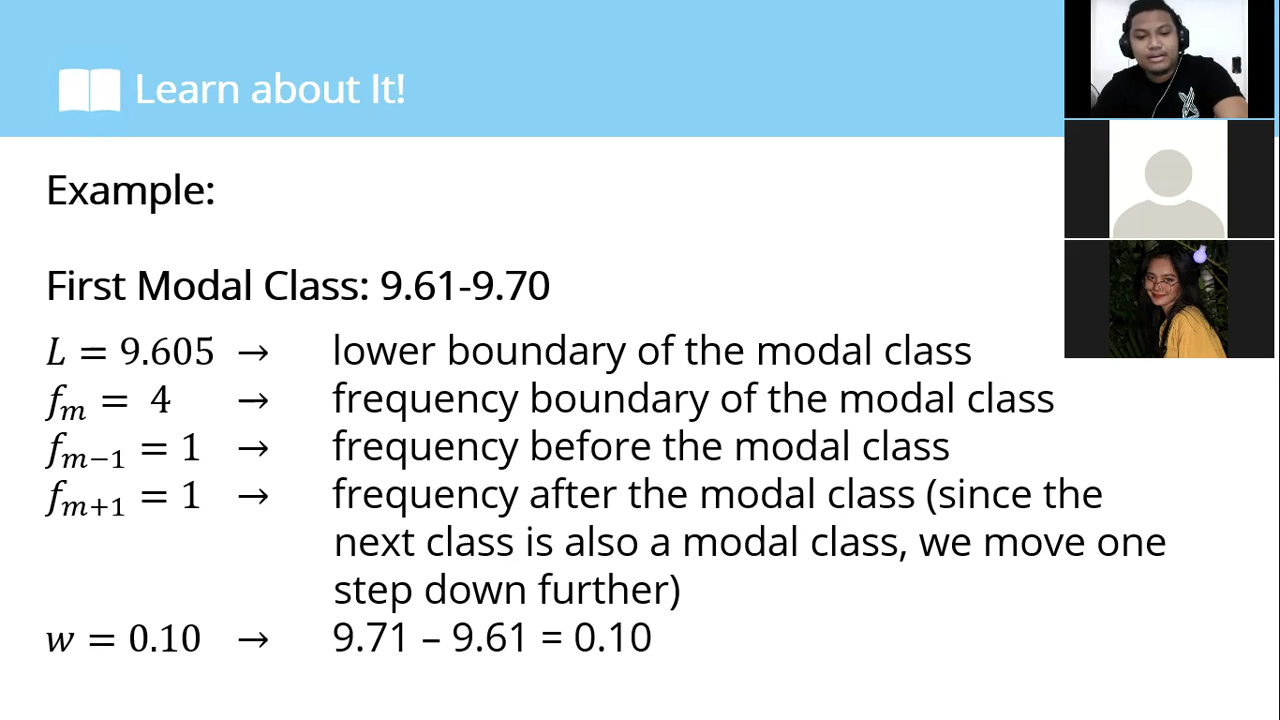 Learn about It!
Example:
First Modal Class: 9.61-9.70
L = 9.605 → lower boundary of the modal class
fₘ = 4 → frequency boundary of the modal class
fₘ₋₁ = 1 → frequency before the modal class
fₘ₊₁ = 1 → frequency after the modal class (since the
next class is also a modal class, we move one
step down further)
w = 0.10 → 9.71 – 9.61 = 0.10